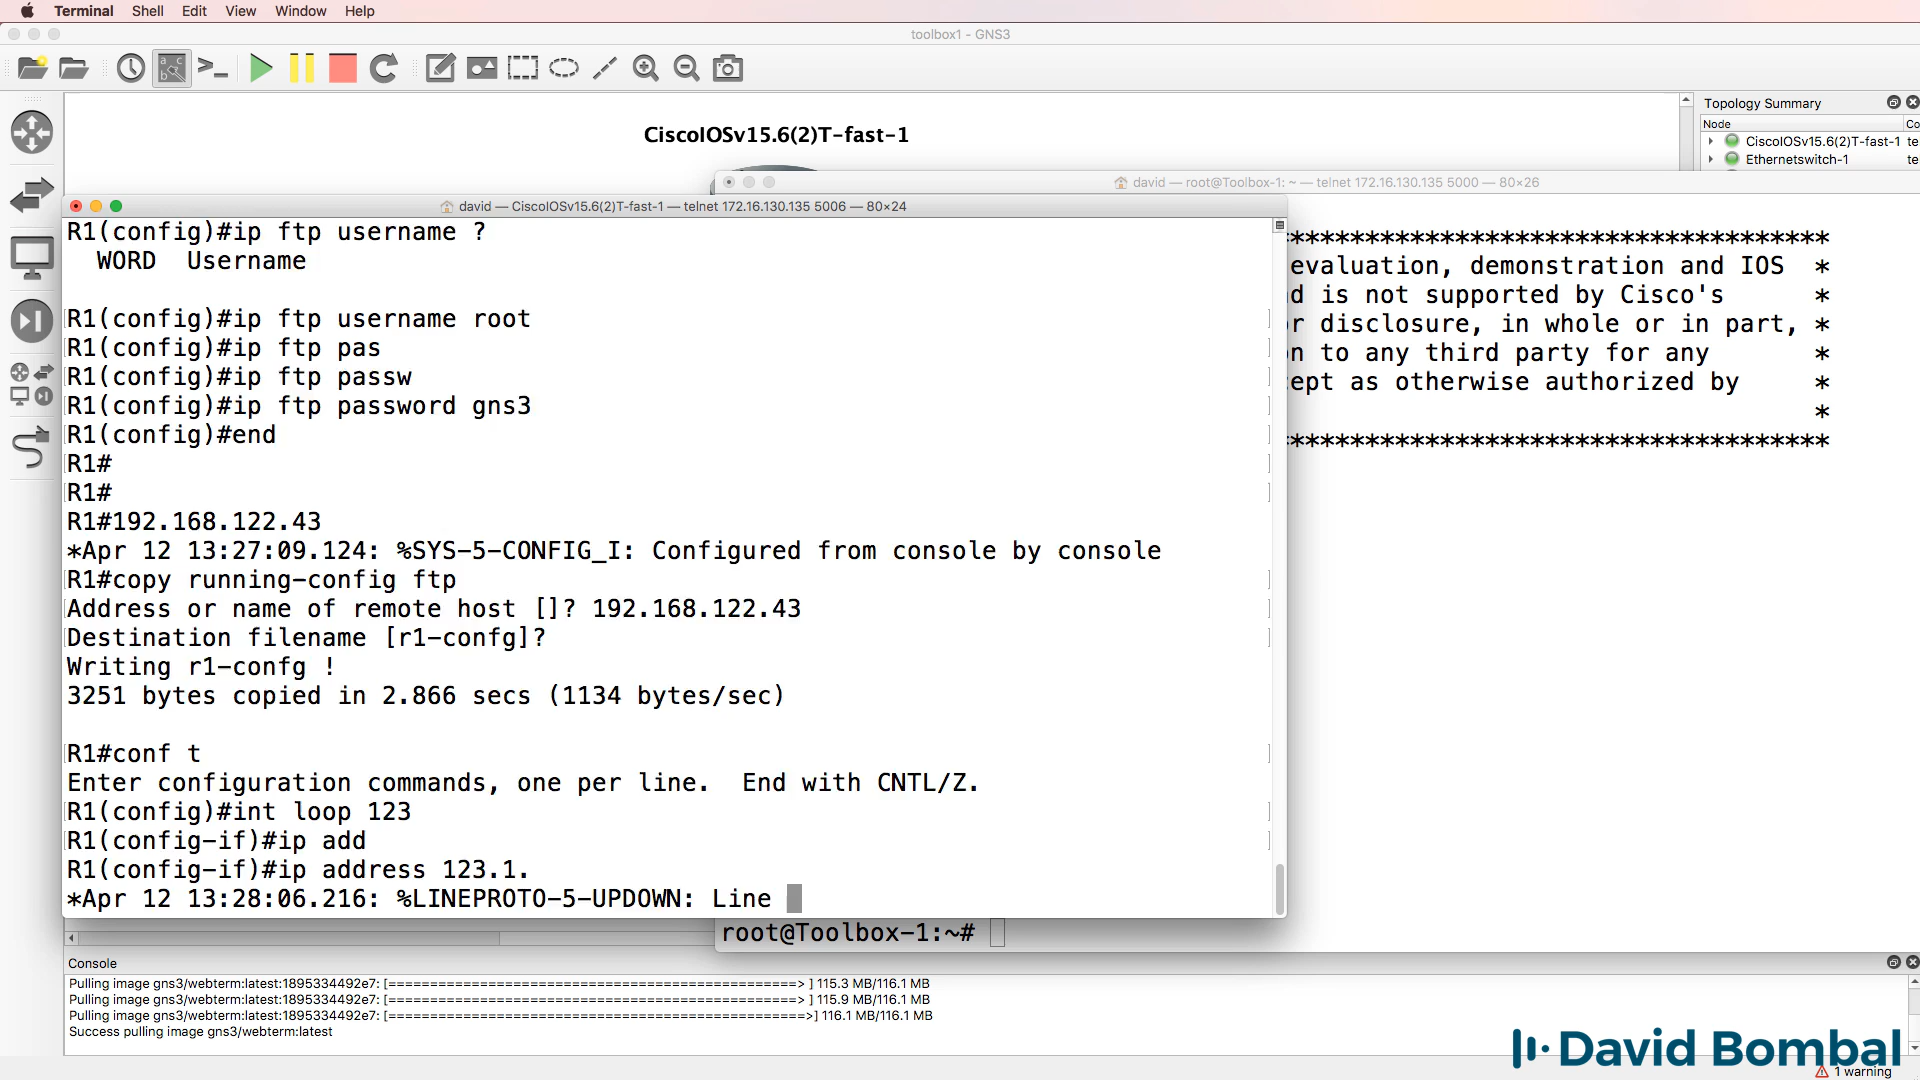 Terminal Shell Edit View Window Help
toolbox1 - GNS3
Topology Summary
Node Co
CiscoIOSv15.6(2)T-fast-1 te
Ethernetswitch-1 te
CiscoIOSv15.6(2)T-fast-1
david — root@Toolbox-1: ~ — telnet 172.16.130.135 5000 — 80×26
david — CiscoIOSv15.6(2)T-fast-1 — telnet 172.16.130.135 5006 — 80×24
R1(config)#ip ftp username ?
WORD Username
R1(config)#ip ftp username root
R1(config)#ip ftp pas
R1(config)#ip ftp passw
R1(config)#ip ftp password gns3
R1(config)#end
R1#
R1#
R1#192.168.122.43
*Apr 12 13:27:09.124: %SYS-5-CONFIG_I: Configured from console by console
R1#copy running-config ftp
Address or name of remote host []? 192.168.122.43
Destination filename [r1-confg]?
Writing r1-confg !
3251 bytes copied in 2.866 secs (1134 bytes/sec)
R1#conf t
Enter configuration commands, one per line. End with CNTL/Z.
R1(config)#int loop 123
R1(config-if)#ip add
R1(config-if)#ip address 123.1.
*Apr 12 13:28:06.216: %LINEPROTO-5-UPDOWN: Line
************************************
evaluation, demonstration and IOS *
d is not supported by Cisco's *
r disclosure, in whole or in part, *
n to any third party for any *
ept as otherwise authorized by *
*
************************************
root@Toolbox-1:~#
Console
Pulling image gns3/webterm:latest:1895334492e7: [==================================================> ] 115.3 MB/116.1 MB
Pulling image gns3/webterm:latest:1895334492e7: [==================================================> ] 115.9 MB/116.1 MB
Pulling image gns3/webterm:latest:1895334492e7: [==================================================>] 116.1 MB/116.1 MB
Success pulling image gns3/webterm:latest
David Bombal
1 warning